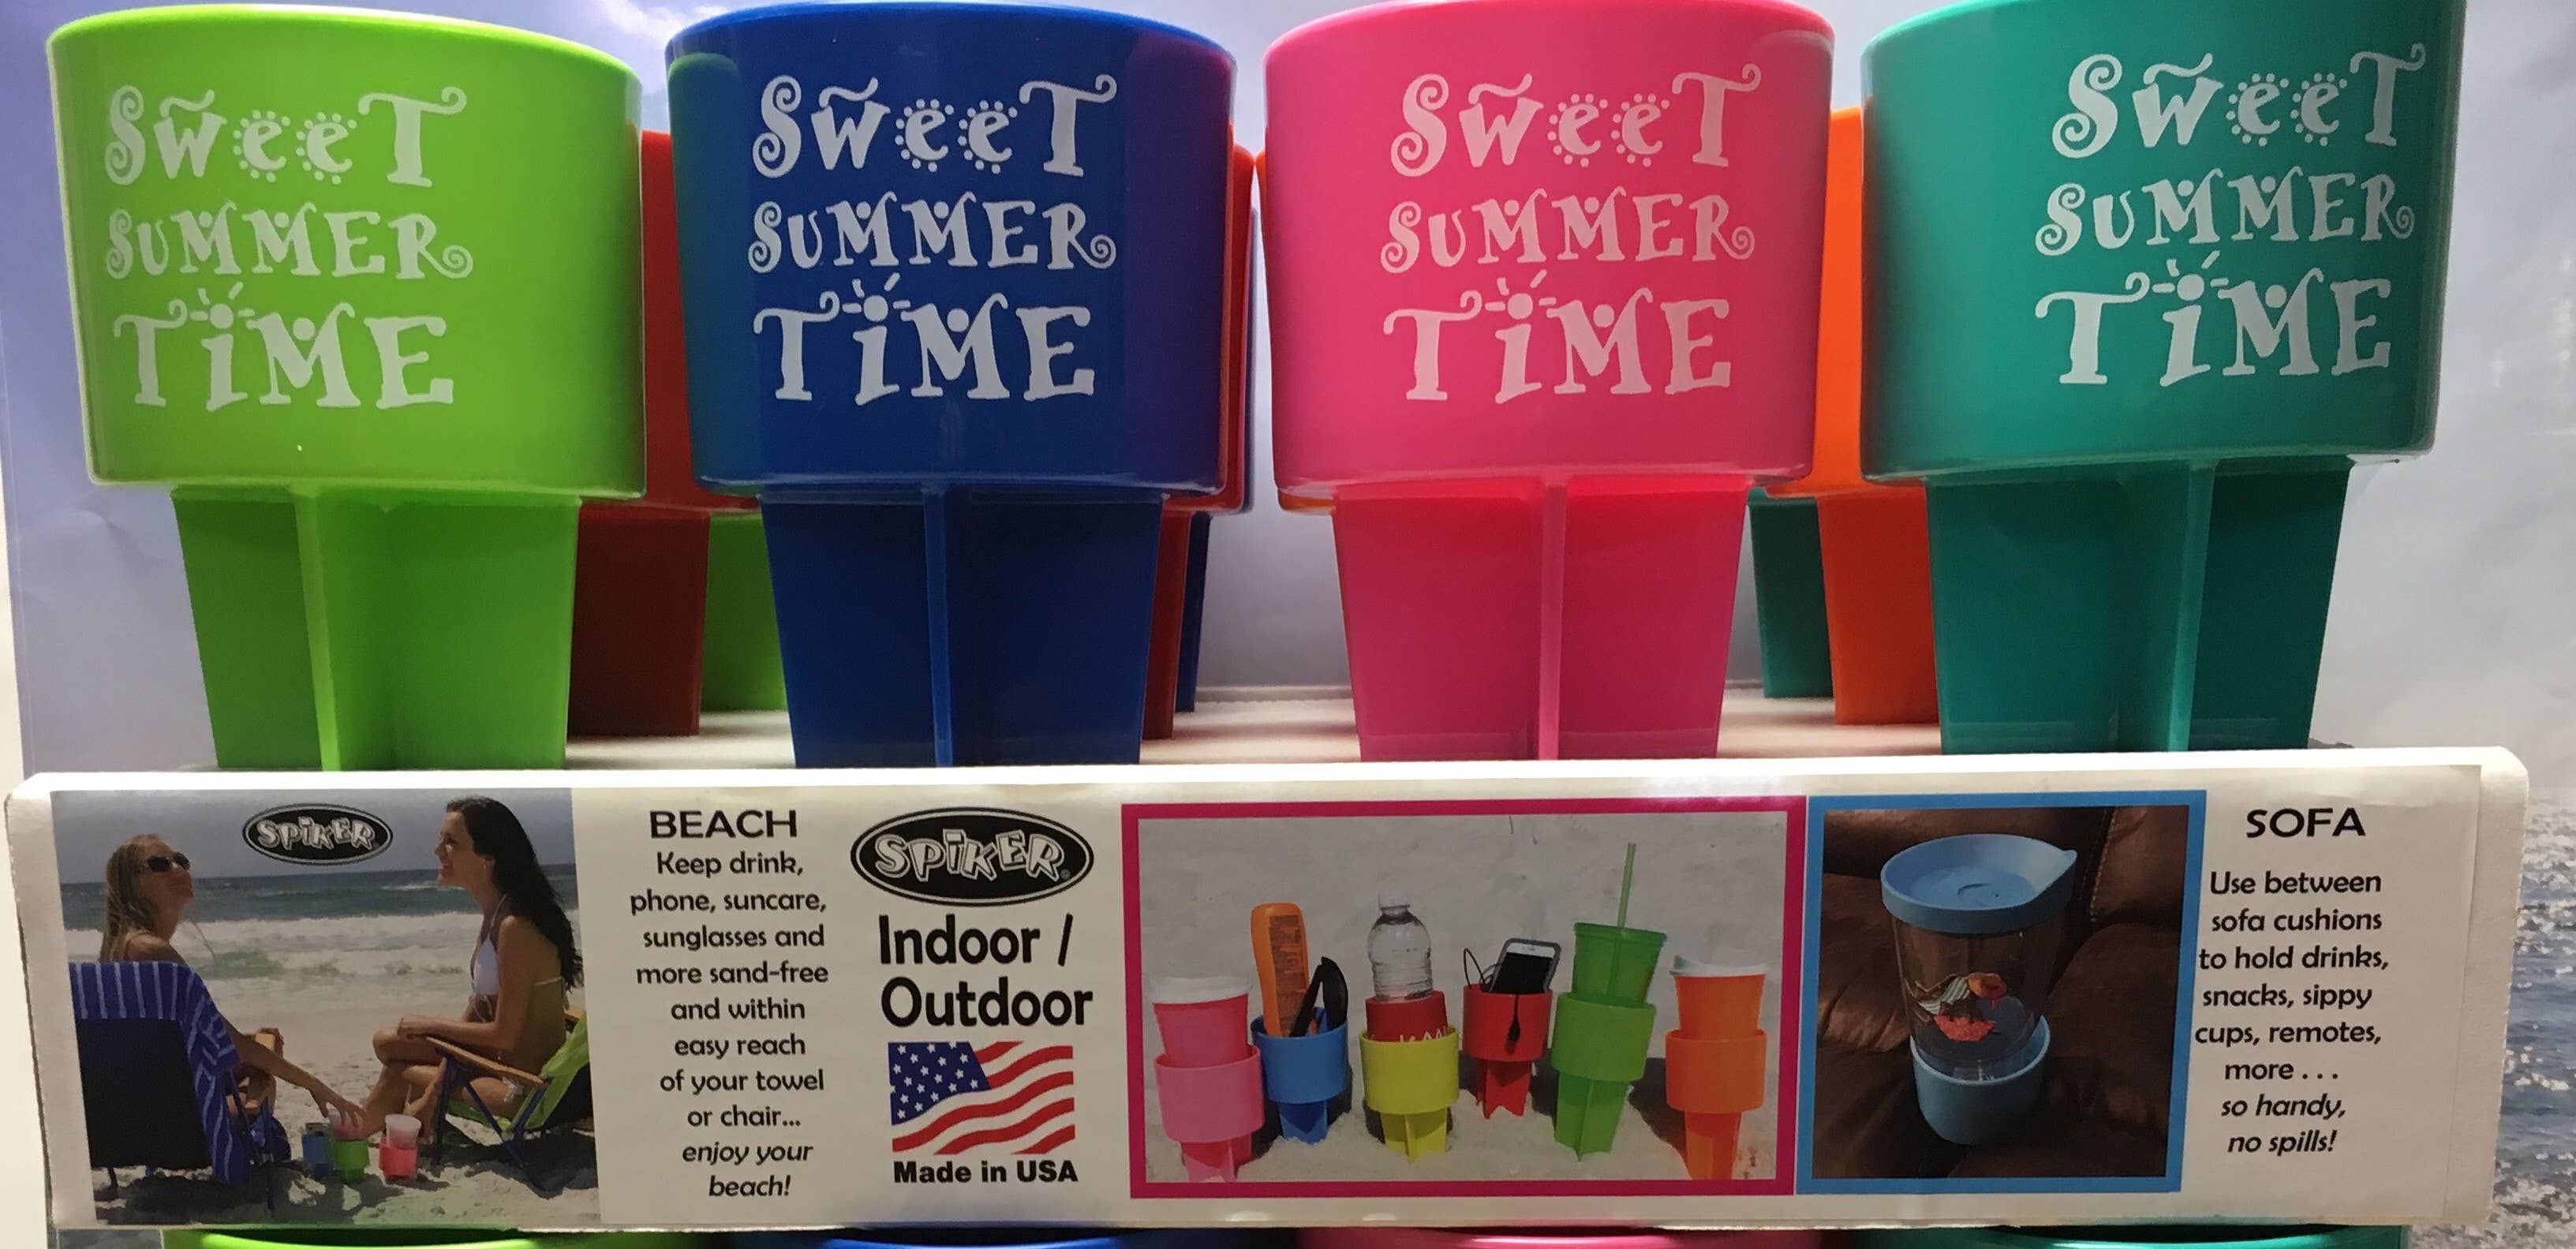 SweeT
SUMMER
TiME
SweeT
SUMMER
TiME
SweeT
SUMMER
TiME
SweeT
SUMMER
TiME
SPiKER
BEACH
Keep drink,
phone, suncare,
sunglasses and
more sand-free
and within
easy reach
of your towel
or chair...
enjoy your
beach!
SPiKER®
Indoor /
Outdoor
Made in USA
SOFA
Use between
sofa cushions
to hold drinks,
snacks, sippy
cups, remotes,
more . . .
so handy,
no spills!